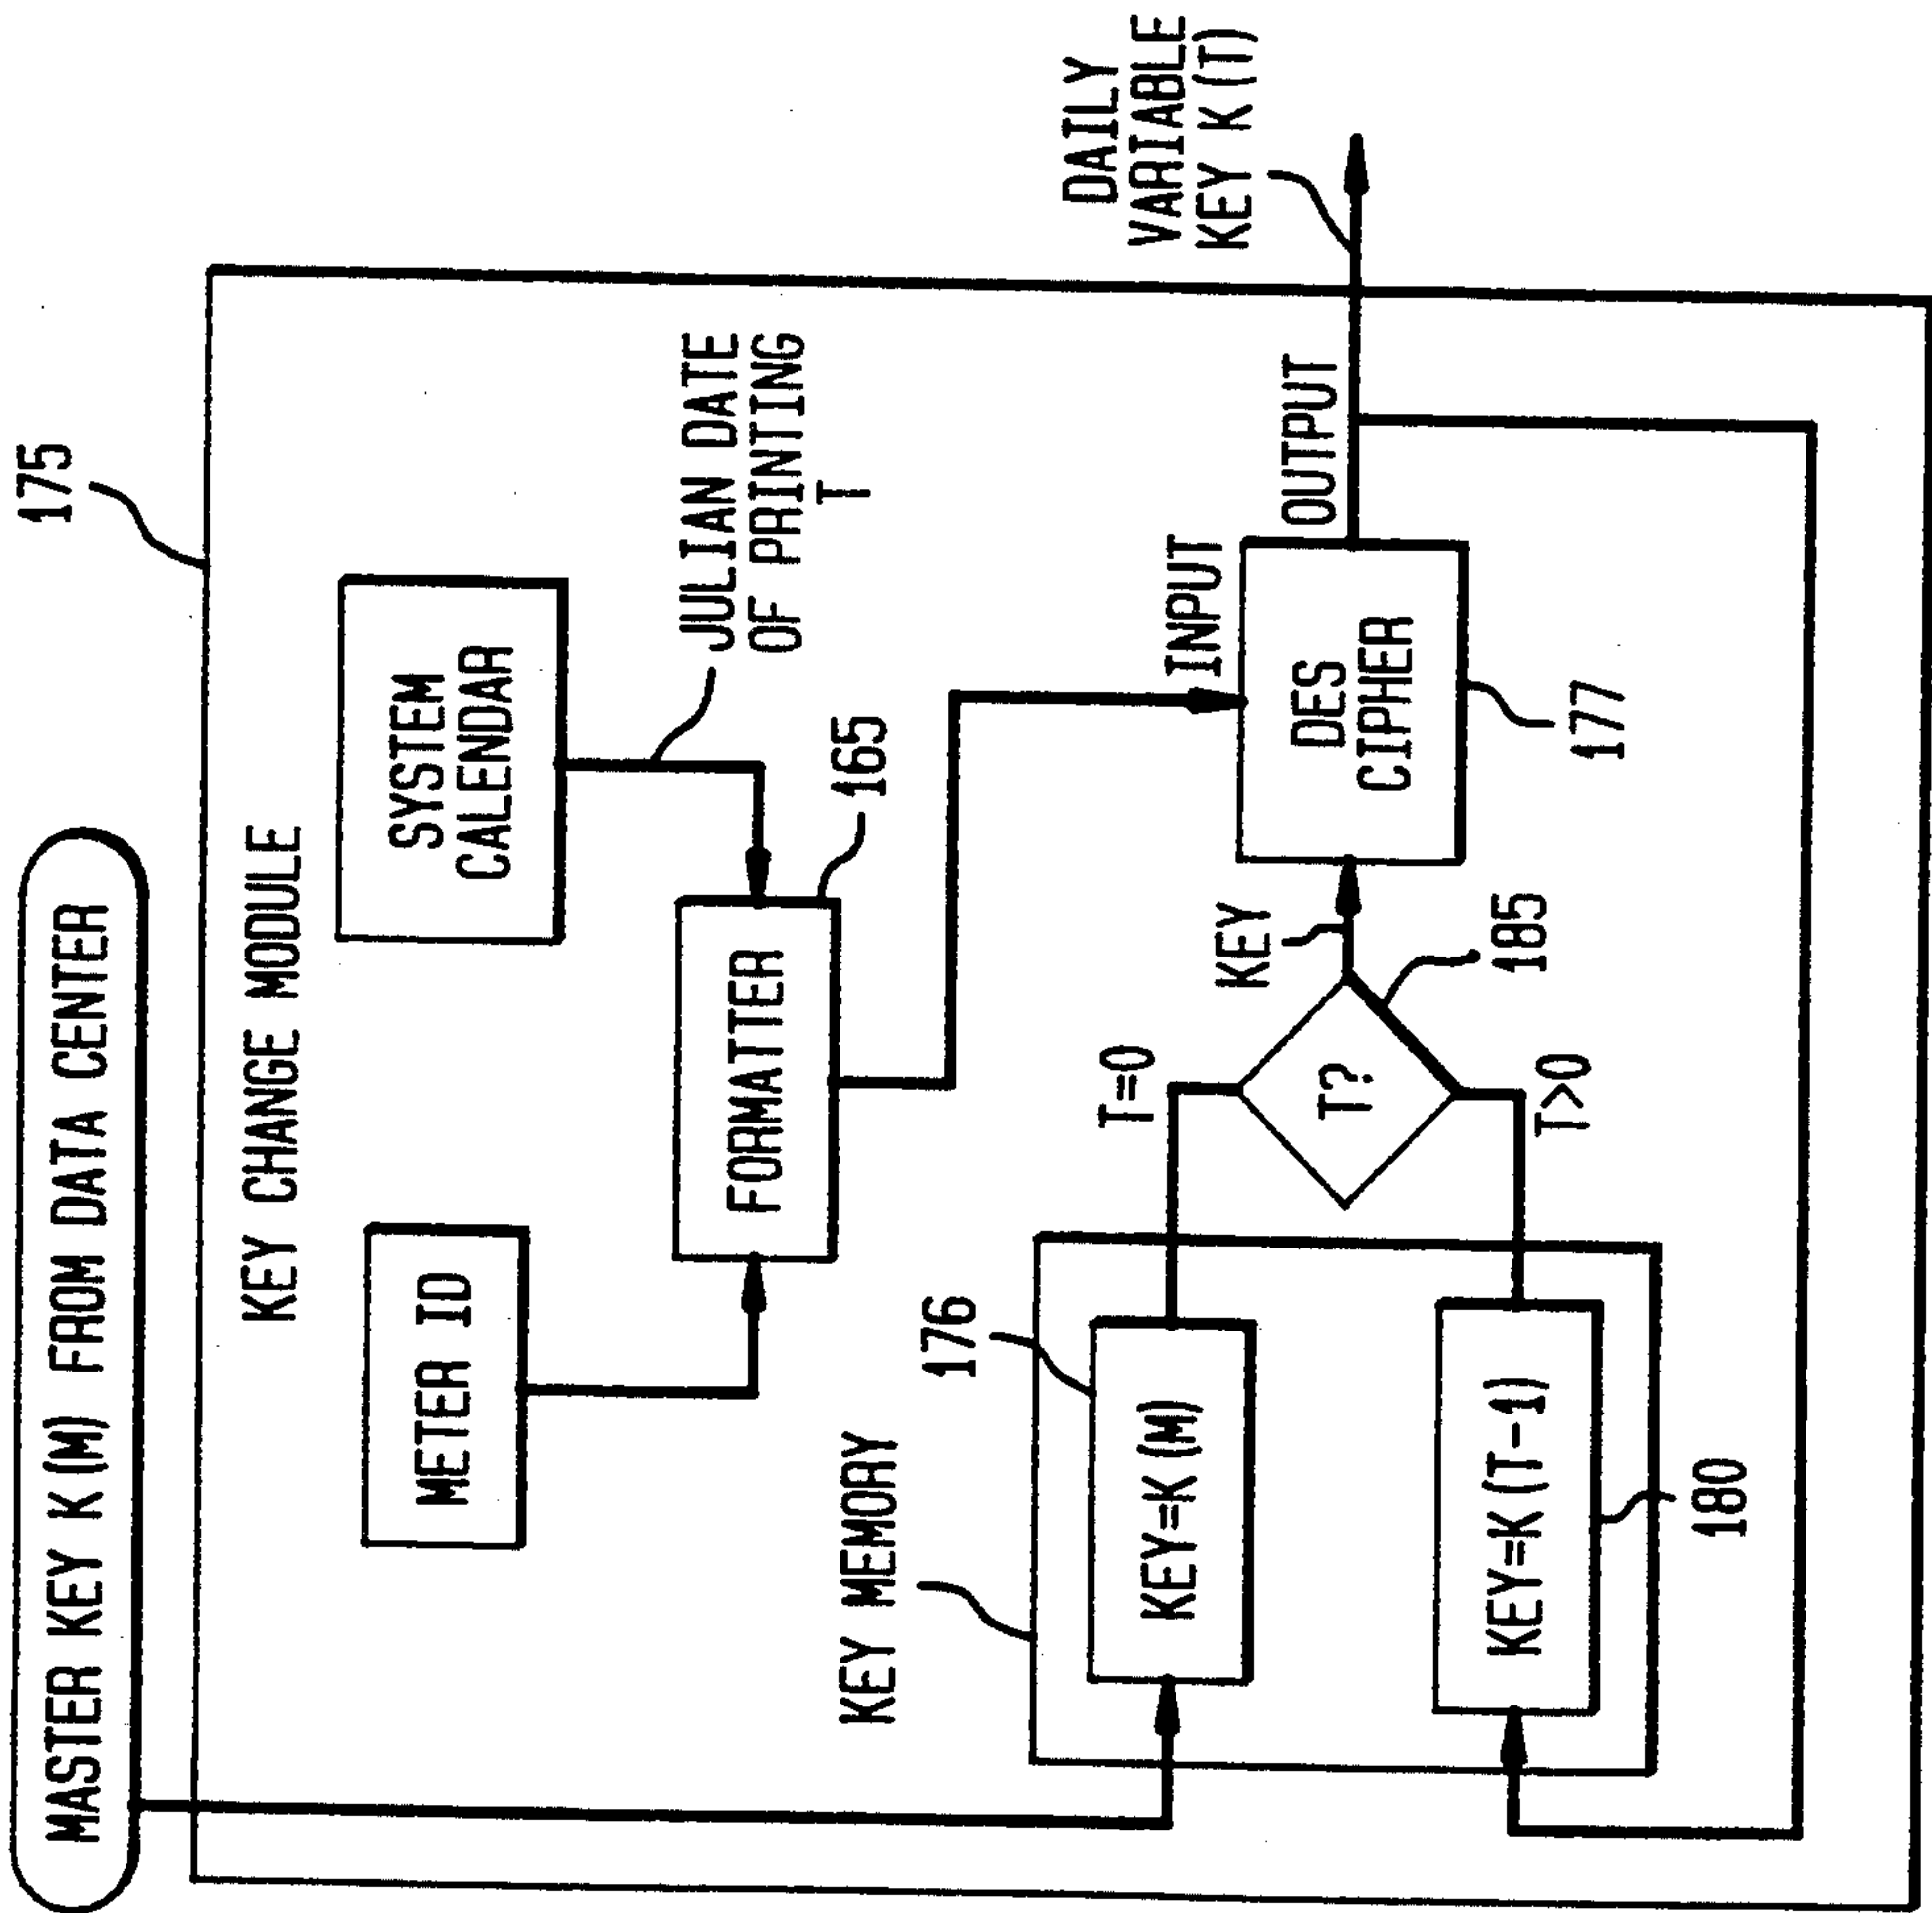 MASTER KEY K (M) FROM DATA CENTER
175
KEY CHANGE MODULE
METER ID
SYSTEM
CALENDAR
JULIAN DATE
OF PRINTING
T
FORMATTER
165
KEY MEMORY
176
KEY=K (M)
T=0
KEY
INPUT
OUTPUT
DAILY
VARIABLE
KEY K (T)
T?
DES
CIPHER
KEY=K (T-1)
T>0
185
177
180